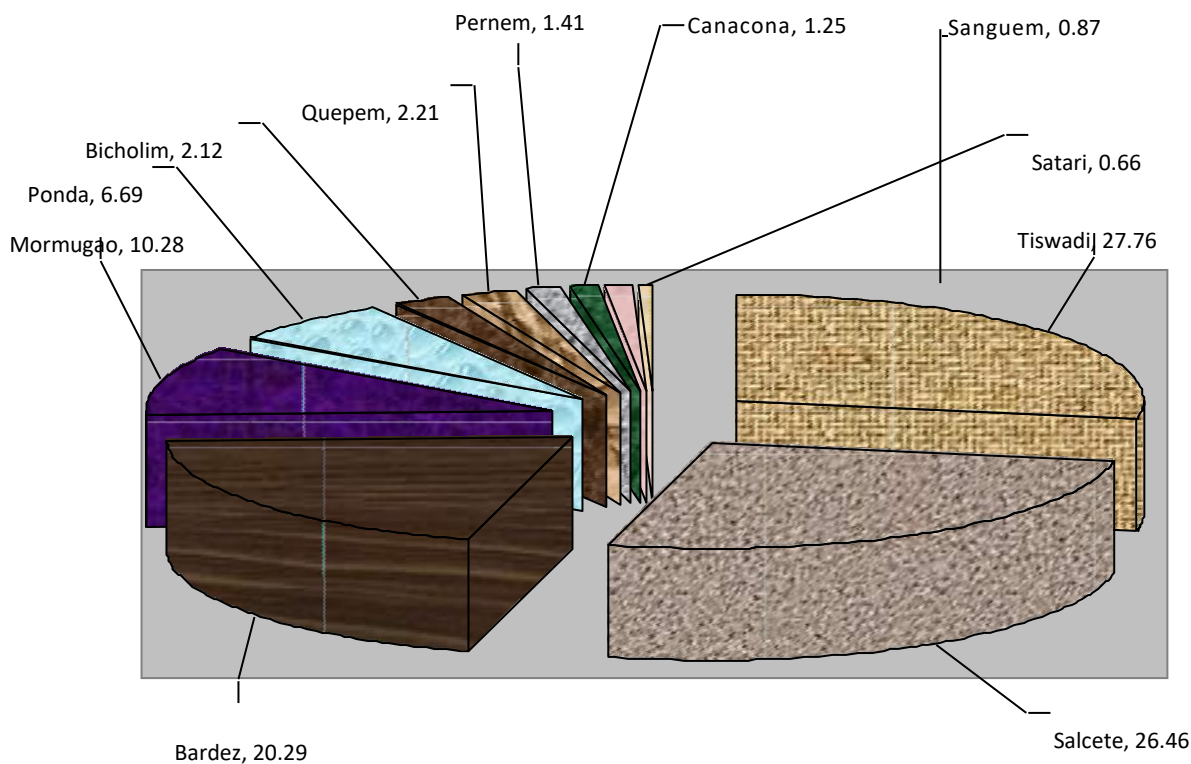 Pernem, 1.41
Canacona, 1.25
Sanguem, 0.87
Quepem, 2.21
Bicholim, 2.12
Satari, 0.66
Ponda, 6.69
Mormugao, 10.28
Tiswadi, 27.76
Salcete, 26.46
Bardez, 20.29